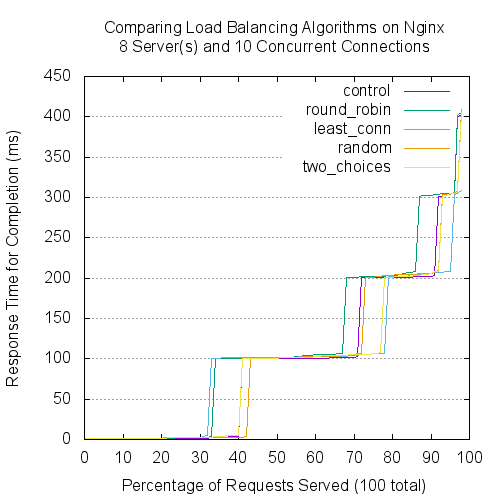 Comparing Load Balancing Algorithms on Nginx
8 Server(s) and 10 Concurrent Connections
control
round_robin
least_conn
random
two_choices
450
400
350
300
250
200
150
100
50
0
Response Time for Completion (ms)
0 10 20 30 40 50 60 70 80 90 100
Percentage of Requests Served (100 total)